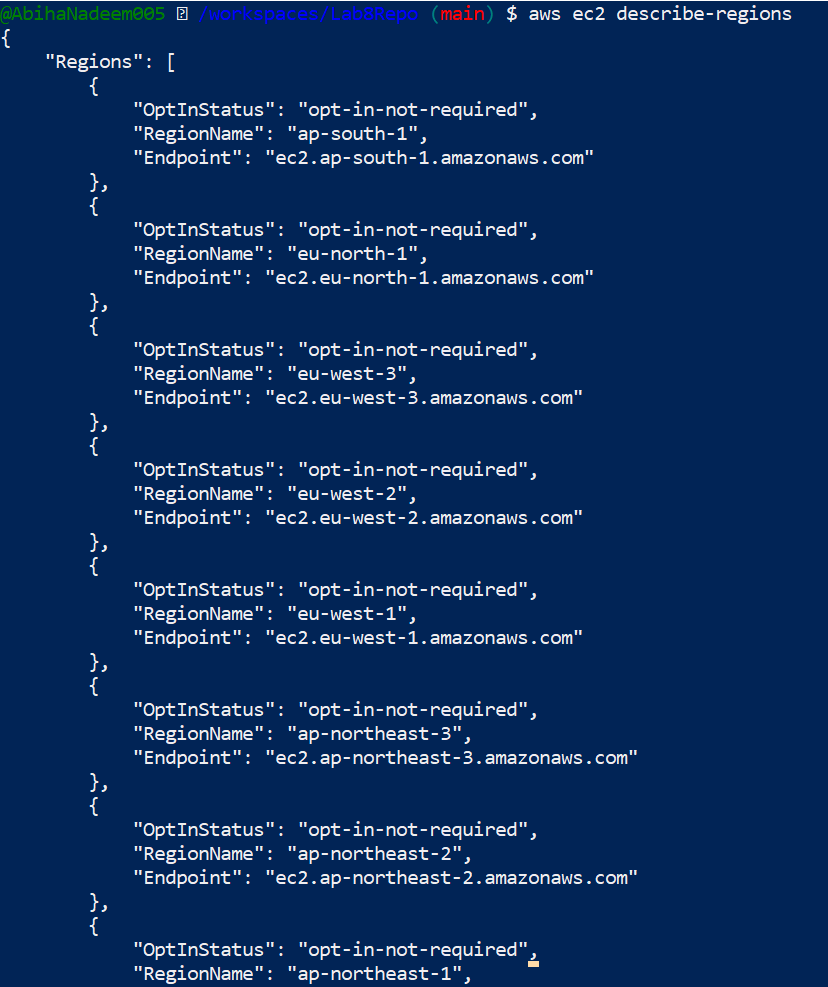 @AbihaNadeem005 /workspaces/Lab8Repo (main) $ aws ec2 describe-regions
{
    "Regions": [
        {
            "OptInStatus": "opt-in-not-required",
            "RegionName": "ap-south-1",
            "Endpoint": "ec2.ap-south-1.amazonaws.com"
        },
        {
            "OptInStatus": "opt-in-not-required",
            "RegionName": "eu-north-1",
            "Endpoint": "ec2.eu-north-1.amazonaws.com"
        },
        {
            "OptInStatus": "opt-in-not-required",
            "RegionName": "eu-west-3",
            "Endpoint": "ec2.eu-west-3.amazonaws.com"
        },
        {
            "OptInStatus": "opt-in-not-required",
            "RegionName": "eu-west-2",
            "Endpoint": "ec2.eu-west-2.amazonaws.com"
        },
        {
            "OptInStatus": "opt-in-not-required",
            "RegionName": "eu-west-1",
            "Endpoint": "ec2.eu-west-1.amazonaws.com"
        },
        {
            "OptInStatus": "opt-in-not-required",
            "RegionName": "ap-northeast-3",
            "Endpoint": "ec2.ap-northeast-3.amazonaws.com"
        },
        {
            "OptInStatus": "opt-in-not-required",
            "RegionName": "ap-northeast-2",
            "Endpoint": "ec2.ap-northeast-2.amazonaws.com"
        },
        {
            "OptInStatus": "opt-in-not-required",
            "RegionName": "ap-northeast-1",